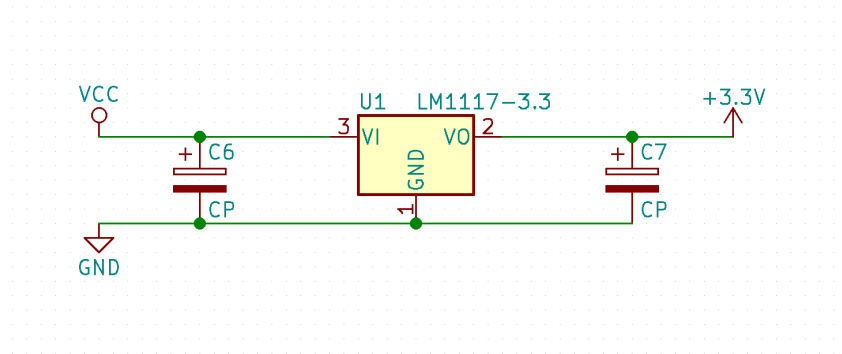 VCC
U1 LM1117-3.3
+3.3V
3 VI VO 2
GND
1
+ C6
CP
+ C7
CP
GND